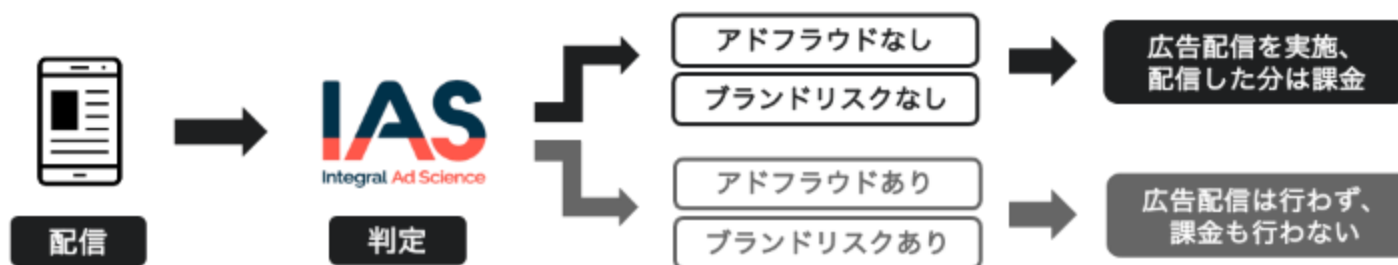 配信
IAS
Integral Ad Science
判定
アドフラウドなし
ブランドリスクなし
広告配信を実施、
配信した分は課金
アドフラウドあり
ブランドリスクあり
広告配信は行わず、
課金も行わない